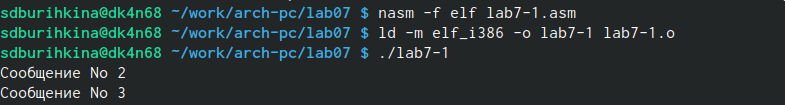 sdburihkina@dk4n68 ~/work/arch-pc/lab07 $ nasm -f elf lab7-1.asm
sdburihkina@dk4n68 ~/work/arch-pc/lab07 $ ld -m elf_i386 -o lab7-1 lab7-1.o
sdburihkina@dk4n68 ~/work/arch-pc/lab07 $ ./lab7-1
Сообщение No 2
Сообщение No 3